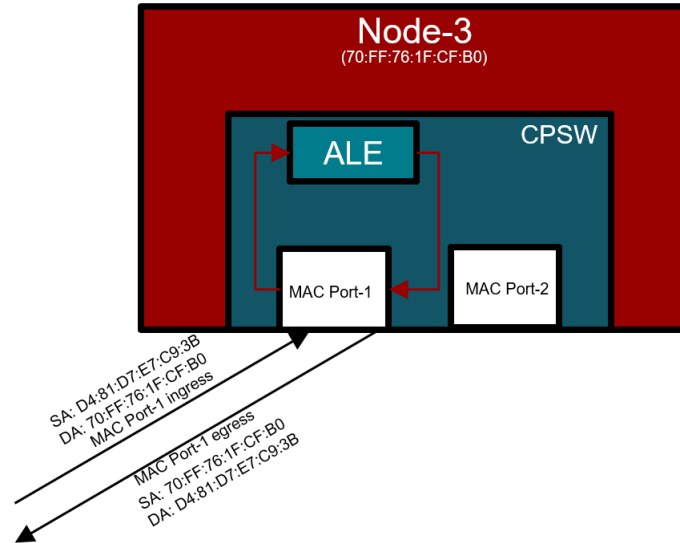 Node-3
(70:FF:76:1F:CF:B0)
CPSW
ALE
MAC Port-1
MAC Port-2
SA: D4:81:D7:E7:C9:3B
DA: 70:FF:76:1F:CF:B0
MAC Port-1 ingress
MAC Port-1 egress
SA: 70:FF:76:1F:CF:B0
DA: D4:81:D7:E7:C9:3B